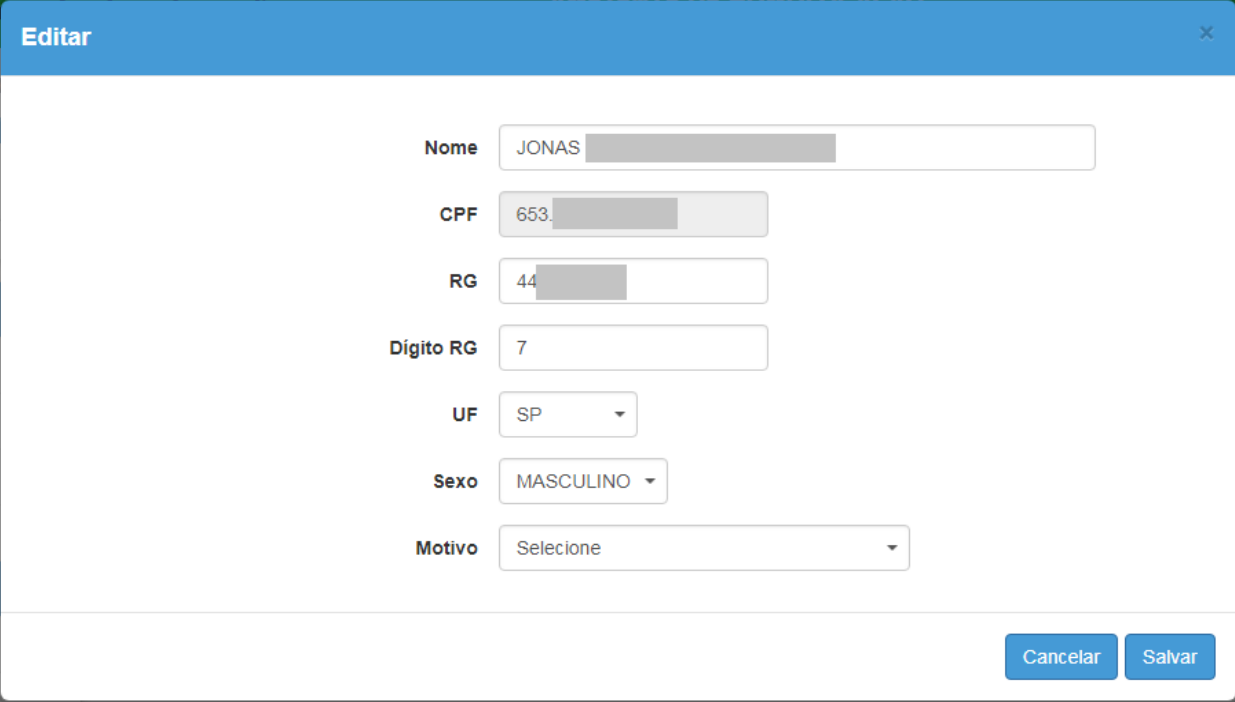 Editar ×
Nome JONAS
CPF 653.
RG 44
Dígito RG 7
UF SP
Sexo MASCULINO
Motivo Selecione
Cancelar Salvar